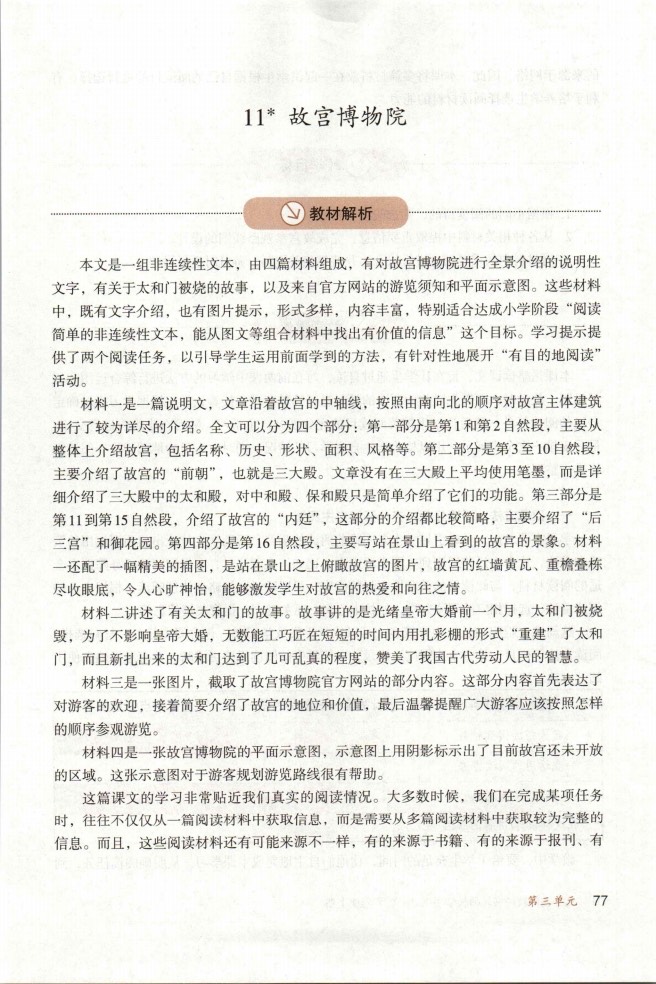 11* 故宫博物院
教材解析
本文是一组非连续性文本，由四篇材料组成，有对故宫博物院进行全景介绍的说明性
文字，有关于太和门被烧的故事，以及来自官方网站的游览须知和平面示意图。这些材料
中，既有文字介绍，也有图片提示，形式多样，内容丰富，特别适合达成小学阶段“阅读
简单的非连续性文本，能从图文等组合材料中找出有价值的信息”这个目标。学习提示提
供了两个阅读任务，以引导学生运用前面学到的方法，有针对性地展开“有目的地阅读”
活动。
材料一是一篇说明文，文章沿着故宫的中轴线，按照由南向北的顺序对故宫主体建筑
进行了较为详尽的介绍。全文可以分为四个部分：第一部分是第1和第2自然段，主要从
整体上介绍故宫，包括名称、历史、形状、面积、风格等。第二部分是第3至10自然段，
主要介绍了故宫的“前朝”，也就是三大殿。文章没有在三大殿上平均使用笔墨，而是详
细介绍了三大殿中的太和殿，对中和殿、保和殿只是简单介绍了它们的功能。第三部分是
第11到第15自然段，介绍了故宫的“内廷”，这部分的介绍都比较简略，主要介绍了“后
三宫”和御花园。第四部分是第16自然段，主要写站在景山上看到的故宫的景象。材料
一还配了一幅精美的插图，是站在景山之上俯瞰故宫的图片，故宫的红墙黄瓦、重檐叠栋
尽收眼底，令人心旷神怡，能够激发学生对故宫的热爱和向往之情。
材料二讲述了有关太和门的故事。故事讲的是光绪皇帝大婚前一个月，太和门被烧
毁，为了不影响皇帝大婚，无数能工巧匠在短短的时间内用扎彩棚的形式“重建”了太和
门，而且新扎出来的太和门达到了几可乱真的程度，赞美了我国古代劳动人民的智慧。
材料三是一张图片，截取了故宫博物院官方网站的部分内容。这部分内容首先表达了
对游客的欢迎，接着简要介绍了故宫的地位和价值，最后温馨提醒广大游客应该按照怎样
的顺序参观游览。
材料四是一张故宫博物院的平面示意图，示意图上用阴影标示出了目前故宫还未开放
的区域。这张示意图对于游客规划游览路线很有帮助。
这篇课文的学习非常贴近我们真实的阅读情况。大多数时候，我们在完成某项任务
时，往往不仅仅从一篇阅读材料中获取信息，而是需要从多篇阅读材料中获取较为完整的
信息。而且，这些阅读材料还有可能来源不一样，有的来源于书籍、有的来源于报刊、有
第三单元 77